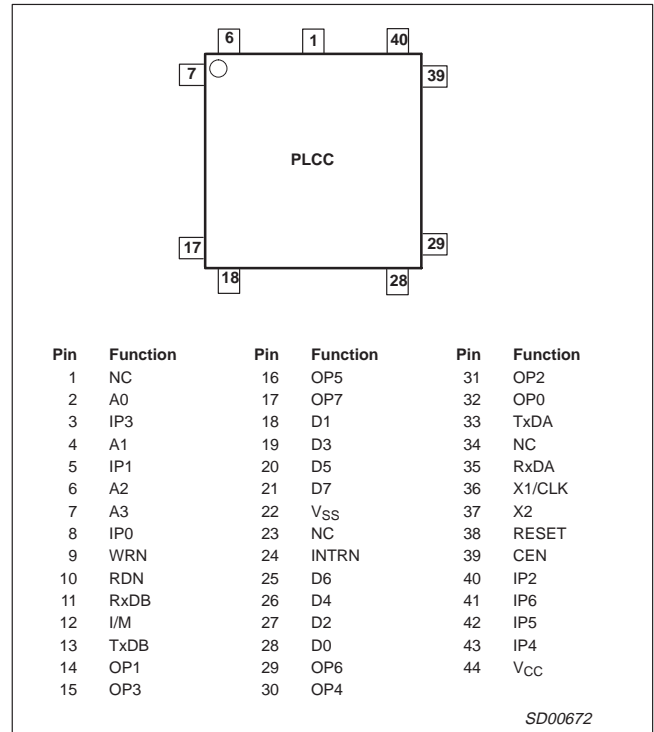 6 1 40
7 39
PLCC
17 29
18 28
Pin Function Pin Function Pin Function
1 NC 16 OP5 31 OP2
2 A0 17 OP7 32 OP0
3 IP3 18 D1 33 TxDA
4 A1 19 D3 34 NC
5 IP1 20 D5 35 RxDA
6 A2 21 D7 36 X1/CLK
7 A3 22 VSS 37 X2
8 IP0 23 NC 38 RESET
9 WRN 24 INTRN 39 CEN
10 RDN 25 D6 40 IP2
11 RxDB 26 D4 41 IP6
12 I/M 27 D2 42 IP5
13 TxDB 28 D0 43 IP4
14 OP1 29 OP6 44 VCC
15 OP3 30 OP4
SD00672